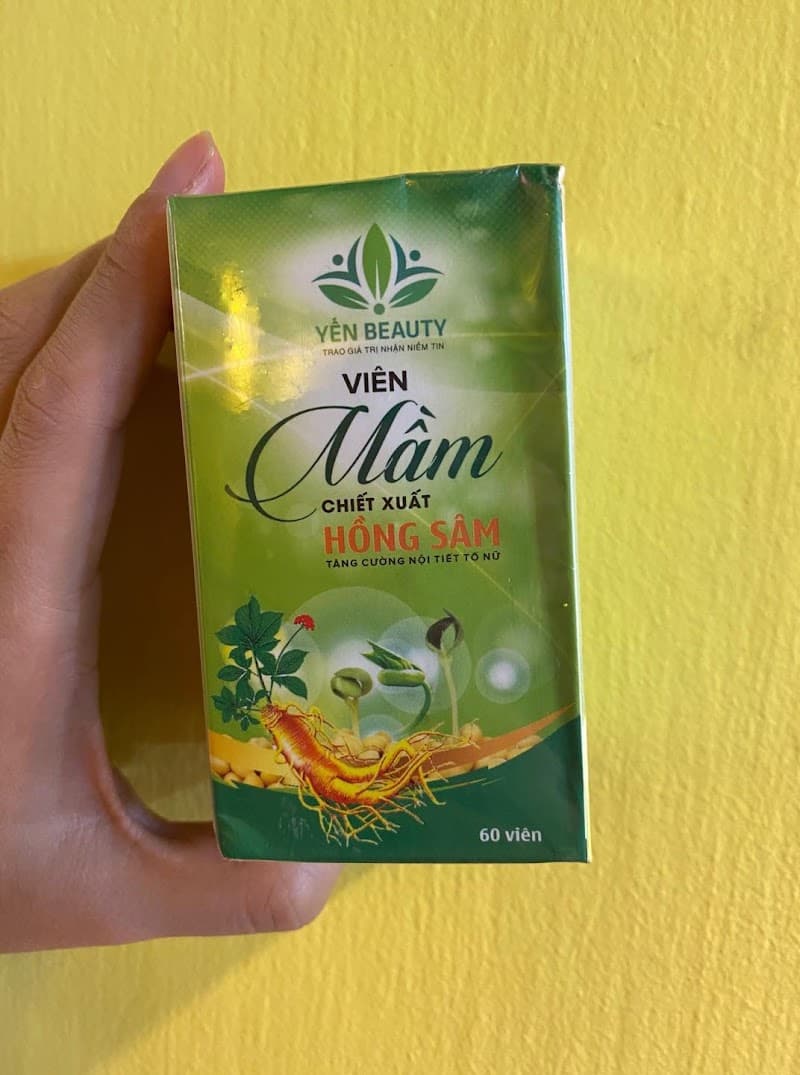 YẾN BEAUTY
TRAO GIÁ TRỊ NHẬN NIỀM TIN
VIÊN
Mầm
CHIẾT XUẤT
HỒNG SÂM
TĂNG CƯỜNG NỘI TIẾT TỐ NỮ
60 viên